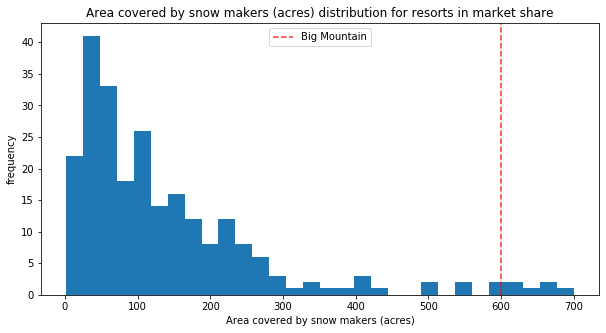 Area covered by snow makers (acres) distribution for resorts in market share
Big Mountain
40
35
30
25
20
15
10
5
0
frequency
0 100 200 300 400 500 600 700
Area covered by snow makers (acres)